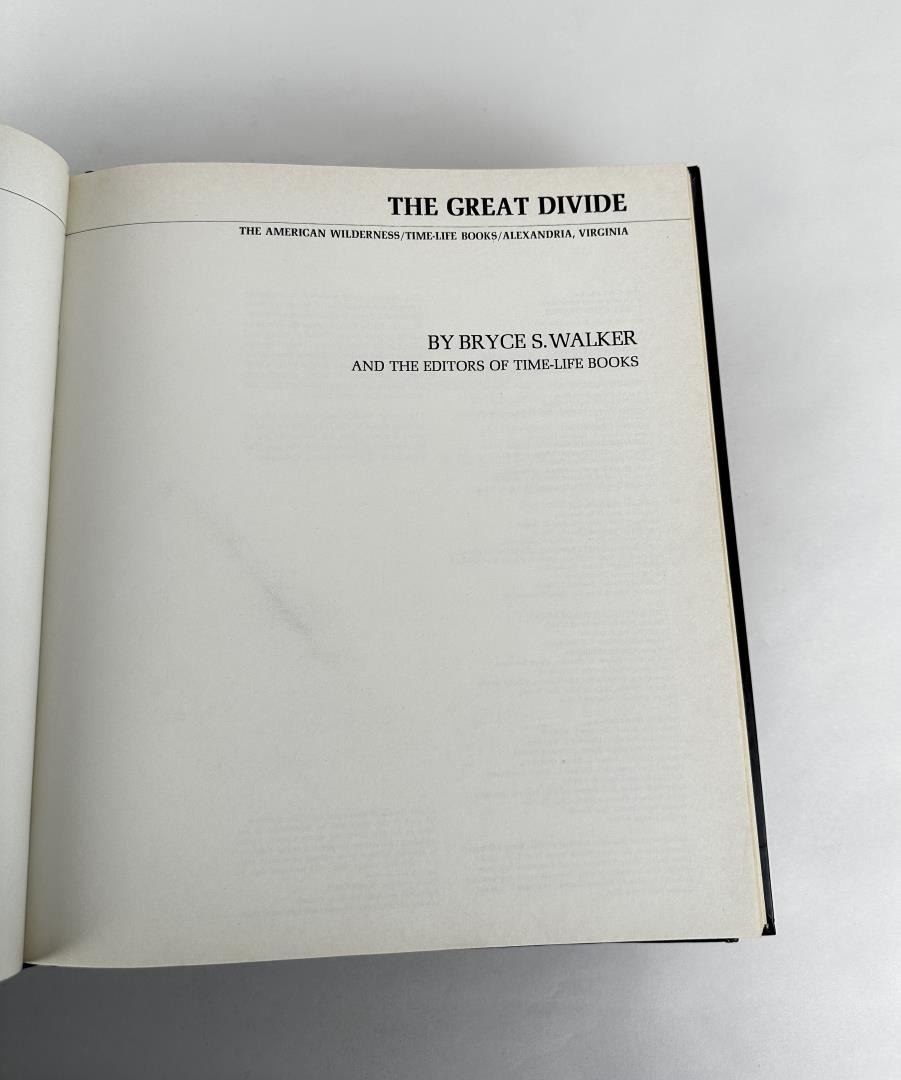 THE GREAT DIVIDE
THE AMERICAN WILDERNESS/TIME-LIFE BOOKS/ALEXANDRIA, VIRGINIA
BY BRYCE S. WALKER
AND THE EDITORS OF TIME-LIFE BOOKS